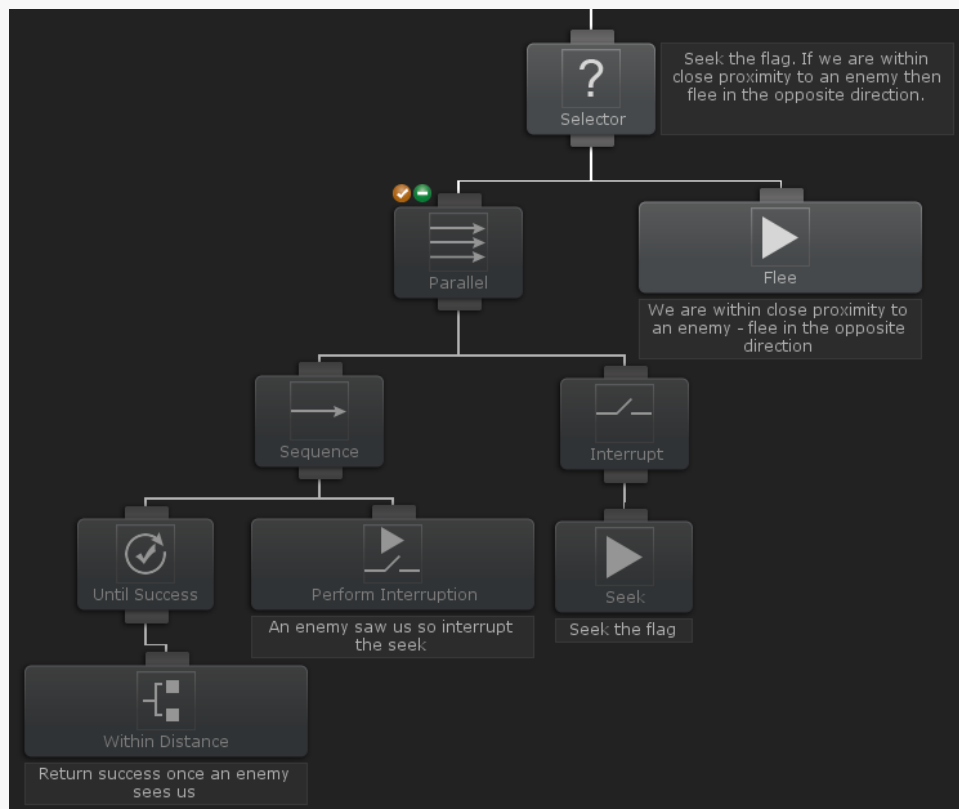 ?
Selector
Seek the flag. If we are within
close proximity to an enemy then
flee in the opposite direction.
Parallel
Flee
We are within close proximity to
an enemy - flee in the opposite
direction
Sequence
Interrupt
Until Success
Perform Interruption
An enemy saw us so interrupt
the seek
Seek
Seek the flag
Within Distance
Return success once an enemy
sees us